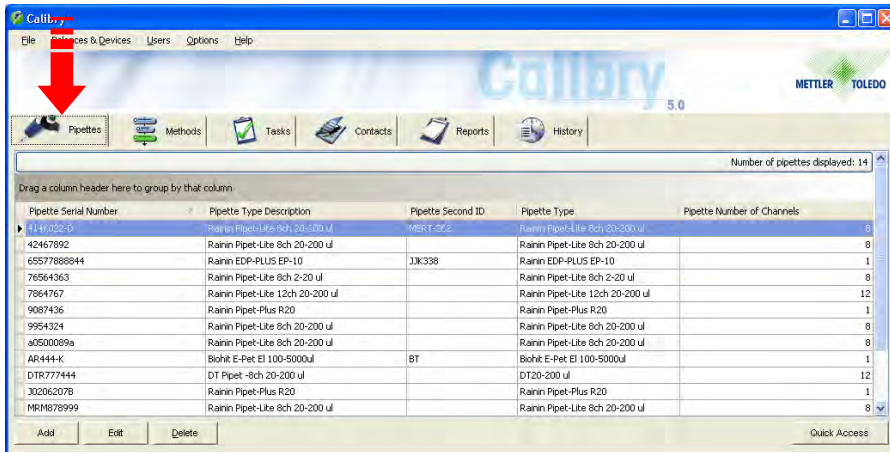 Calibry
File Balances & Devices Users Options Help
Calibry 5.0
METTLER TOLEDO
Pipettes Methods Tasks Contacts Reports History
Number of pipettes displayed: 14
Drag a column header here to group by that column
Pipette Serial Number Pipette Type Description Pipette Second ID Pipette Type Pipette Number of Channels
Rainin Pipet-Lite 8ch 20-200 ul Rainin Pipet-Lite 8ch 20-200 ul 8
42467892 Rainin Pipet-Lite 8ch 20-200 ul Rainin Pipet-Lite 8ch 20-200 ul 8
65577888844 Rainin EDP-PLUS EP-10 JJK338 Rainin EDP-PLUS EP-10 1
76564363 Rainin Pipet-Lite 8ch 2-20 ul Rainin Pipet-Lite 8ch 2-20 ul 8
7864767 Rainin Pipet-Lite 12ch 20-200 ul Rainin Pipet-Lite 12ch 20-200 ul 12
9087436 Rainin Pipet-Plus R20 Rainin Pipet-Plus R20 1
9954324 Rainin Pipet-Lite 8ch 20-200 ul Rainin Pipet-Lite 8ch 20-200 ul 8
a0500089a Rainin Pipet-Lite 8ch 20-200 ul Rainin Pipet-Lite 8ch 20-200 ul 8
AR444-K Biohit E-Pet El 100-5000ul BT Biohit E-Pet El 100-5000ul 1
DTR777444 DT Pipet -8ch 20-200 ul DT20-200 ul 12
J0206207B Rainin Pipet-Plus R20 Rainin Pipet-Plus R20 1
MRM878999 Rainin Pipet-Lite 8ch 20-200 ul Rainin Pipet-Lite 8ch 20-200 ul 8
Add Edit Delete Quick Access